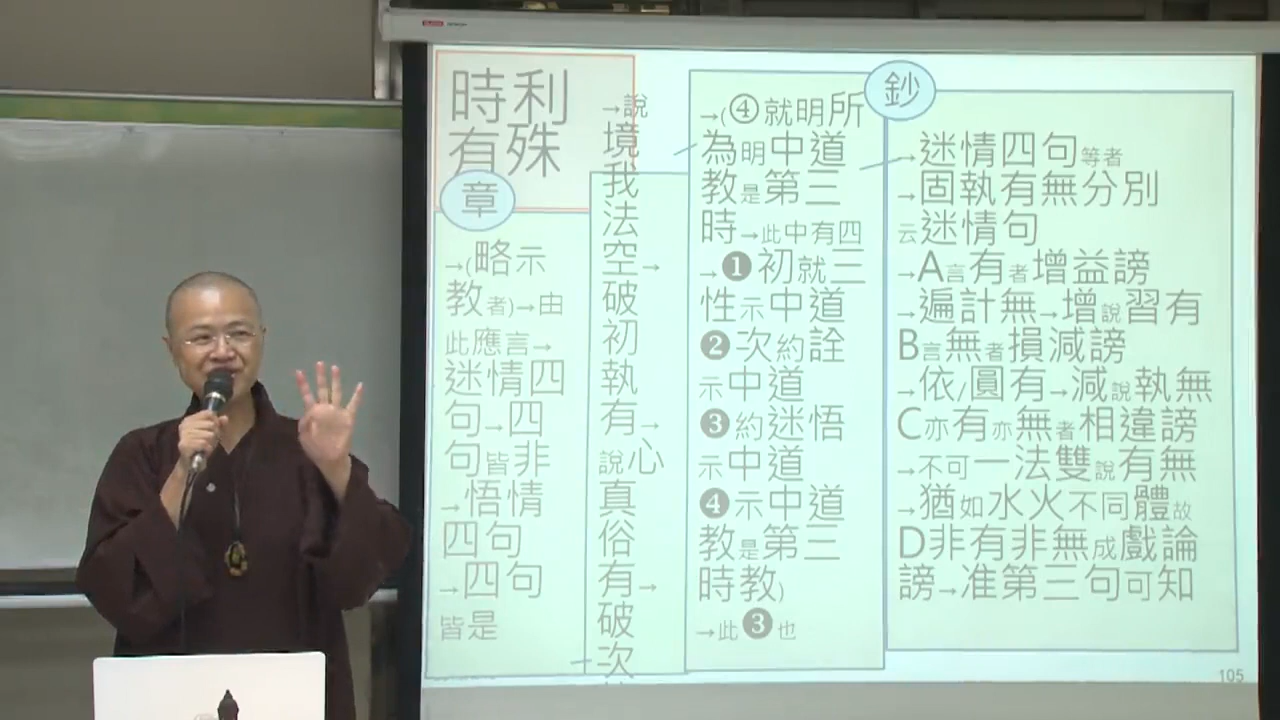 時利
有殊
章
→(略示
教者)→由
此應言→
迷情四
句→四
句皆非
→悟情
四句
→四句
皆是
→說
境
我
法
空→
破
初
執
有→
說心
真
俗
有→
破
次
→(④就明所
為明中道
教是第三
時→此中有四
→❶初就三
性示中道
❷次約詮
示中道
❸約迷悟
示中道
❹示中道
教是第三
時教)
→此❸也
鈔
→迷情四句等者
→固執有無分別
云迷情句
→A言有者增益謗
→遍計無→增說習有
B言無者損減謗
→依/圓有→減說執無
C亦有亦無者相違謗
→不可一法雙說有無
→猶如水火不同體故
D非有非無成戲論
謗→准第三句可知
105